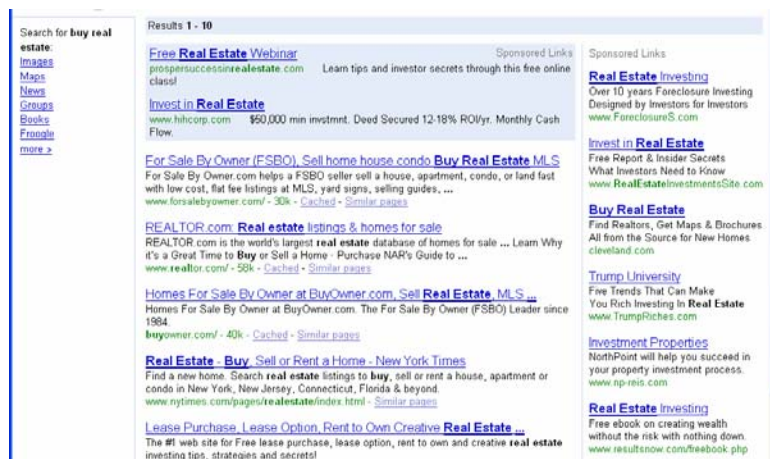 Search for buy real
estate:
Images
Maps
News
Groups
Books
Froogle
more »
Results 1 - 10
Free Real Estate Webinar
Sponsored Links
prospersuccessinrealestate.com Learn tips and investor secrets through this free online
class!
Invest in Real Estate
www.hihcorp.com $50,000 min invstmnt. Deed Secured 12-18% ROI/yr. Monthly Cash
Flow.
For Sale By Owner (FSBO), Sell home house condo Buy Real Estate MLS
For Sale By Owner.com helps a FSBO seller sell a house, apartment, condo, or land fast
with low cost, flat fee listings at MLS, yard signs, selling guides, ...
www.forsalebyowner.com/ - 30k - Cached - Similar pages
REALTOR.com: Real estate listings & homes for sale
REALTOR.com is the world's largest real estate database of homes for sale ... Learn Why
it's a Great Time to Buy or Sell a Home · Purchase NAR's Guide to ...
www.realtor.com/ - 58k - Cached - Similar pages
Homes For Sale By Owner at BuyOwner.com, Sell Real Estate, MLS ...
Homes For Sale By Owner at BuyOwner.com. The For Sale By Owner (FSBO) Leader since
1984.
buyowner.com/ - 40k - Cached - Similar pages
Real Estate - Buy, Sell or Rent a Home - New York Times
Find a new home. Search real estate listings to buy, sell or rent a house, apartment or
condo in New York, New Jersey, Connecticut, Florida & beyond.
www.nytimes.com/pages/realestate/index.html - Similar pages
Lease Purchase, Lease Option, Rent to Own Creative Real Estate ...
The #1 web site for Free lease purchase, lease option, rent to own and creative real estate
investing tips, strategies and secrets!
Sponsored Links
Real Estate Investing
Over 10 years Foreclosure Investing
Designed by Investors for Investors
www.ForeclosureS.com
Invest in Real Estate
Free Report & Insider Secrets
What Investors Need to Know
www.RealEstateInvestmentsSite.com
Buy Real Estate
Find Realtors, Get Maps & Brochures
All from the Source for New Homes
cleveland.com
Trump University
Five Trends That Can Make
You Rich Investing In Real Estate
www.TrumpRiches.com
Investment Properties
NorthPoint will help you succeed in
your property investment process.
www.np-reis.com
Real Estate Investing
Free ebook on creating wealth
without the risk with nothing down.
www.resultsnow.com/freebook.php